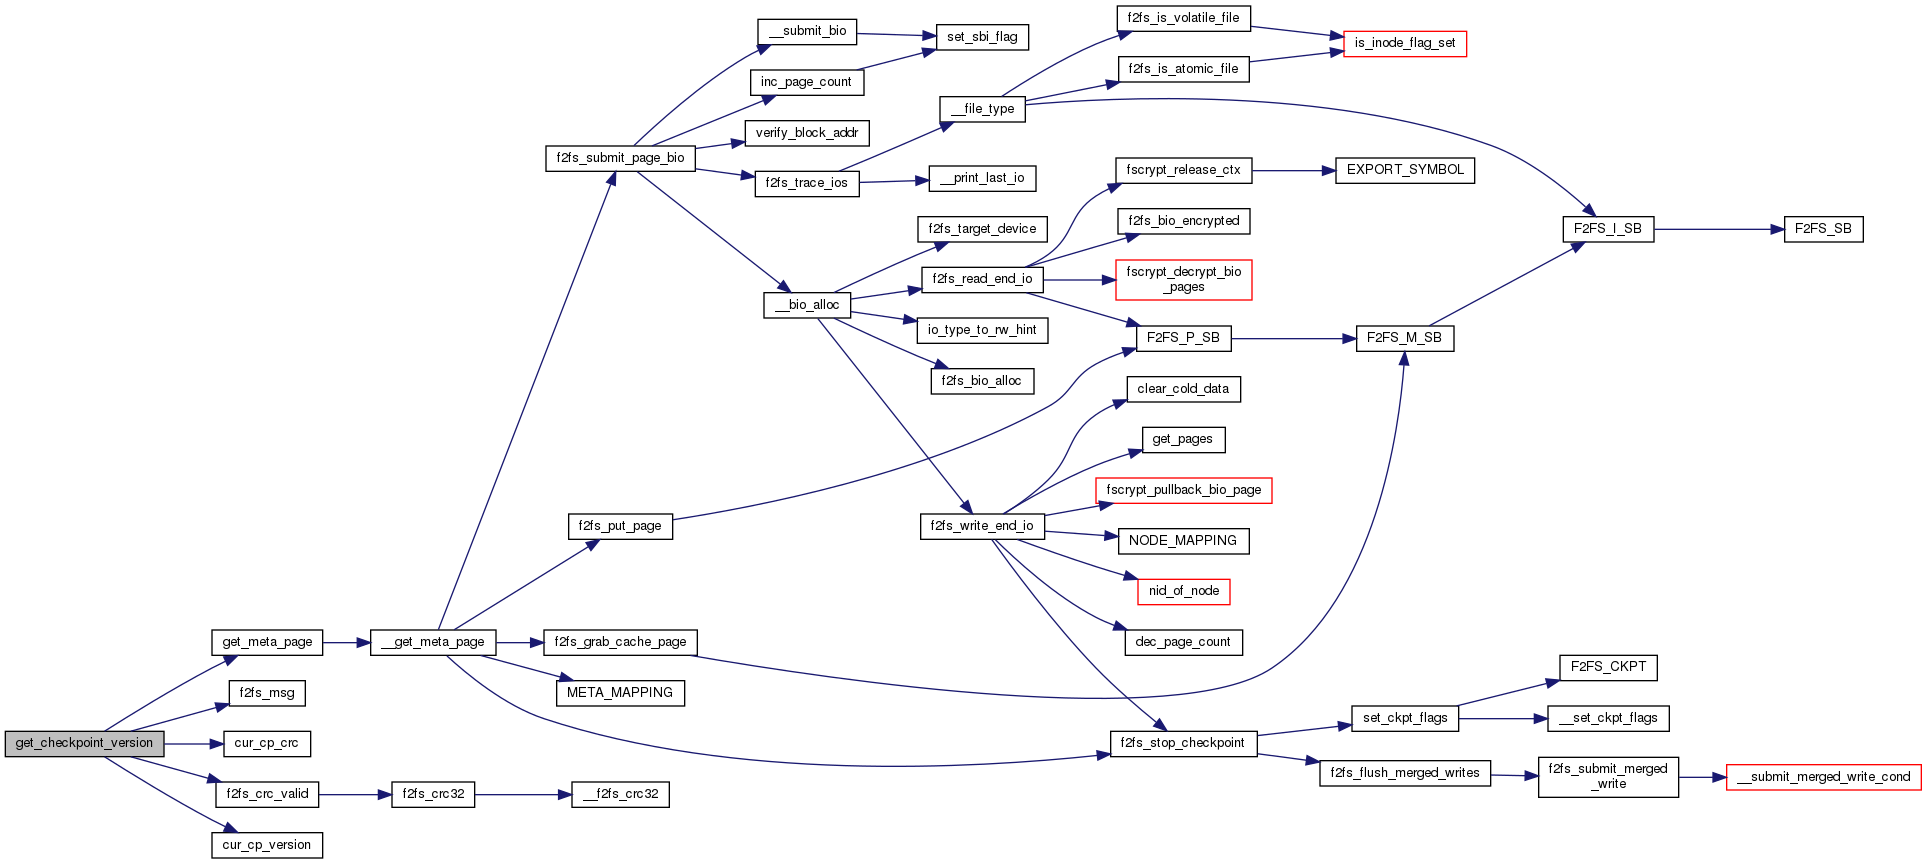 f2fs_is_volatile_file
__submit_bio
set_sbi_flag
is_inode_flag_set
f2fs_is_atomic_file
inc_page_count
__file_type
verify_block_addr
f2fs_submit_page_bio
fscrypt_release_ctx
EXPORT_SYMBOL
f2fs_trace_ios
__print_last_io
f2fs_bio_encrypted
f2fs_target_device
F2FS_I_SB
F2FS_SB
fscrypt_decrypt_bio
_pages
f2fs_read_end_io
__bio_alloc
io_type_to_rw_hint
F2FS_P_SB
F2FS_M_SB
f2fs_bio_alloc
clear_cold_data
get_pages
fscrypt_pullback_bio_page
f2fs_put_page
f2fs_write_end_io
NODE_MAPPING
nid_of_node
get_meta_page
__get_meta_page
f2fs_grab_cache_page
dec_page_count
F2FS_CKPT
f2fs_msg
META_MAPPING
set_ckpt_flags
__set_ckpt_flags
get_checkpoint_version
cur_cp_crc
f2fs_stop_checkpoint
f2fs_flush_merged_writes
f2fs_submit_merged
_write
__submit_merged_write_cond
f2fs_crc_valid
f2fs_crc32
__f2fs_crc32
cur_cp_version